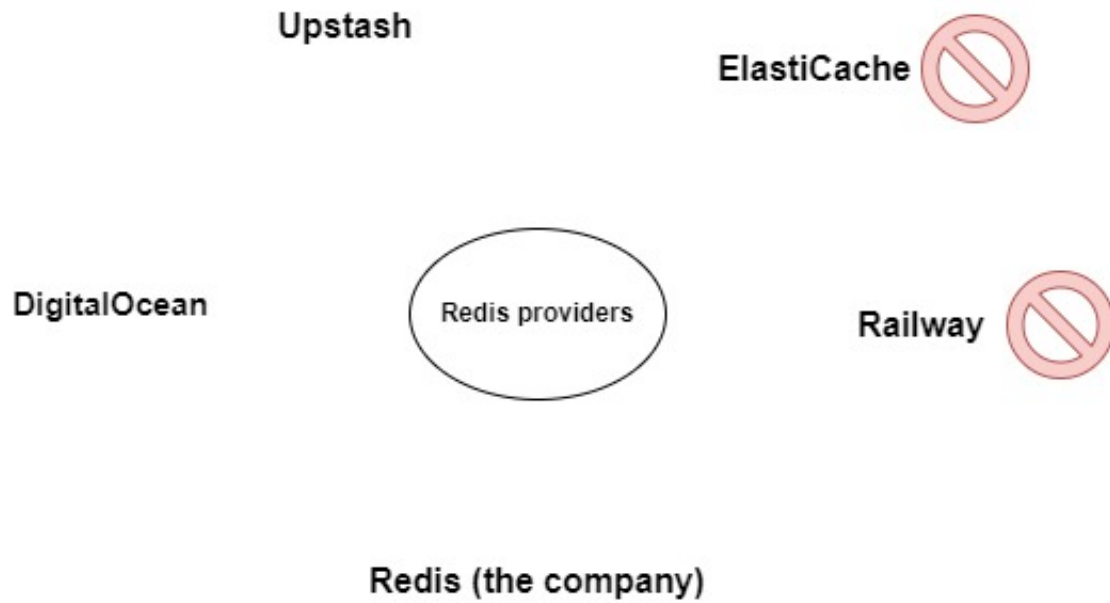 Upstash
ElastiCache
DigitalOcean
Redis providers
Railway
Redis (the company)